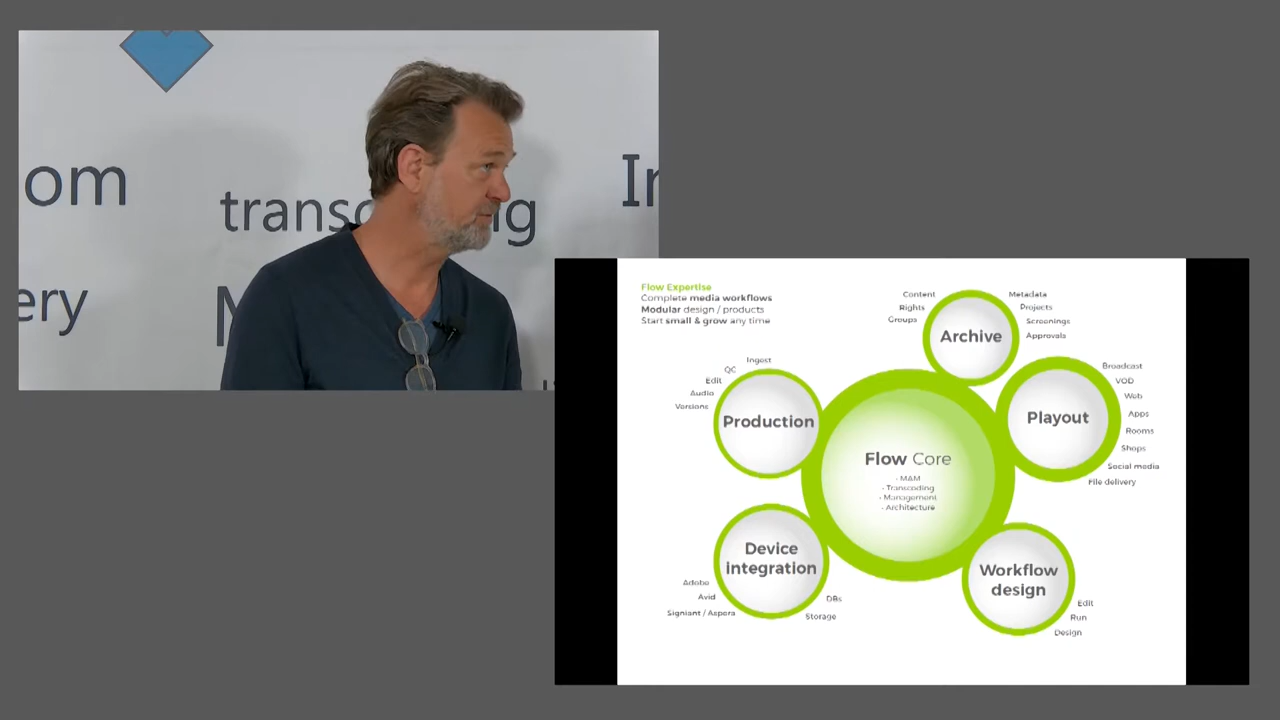 om
transc
ng
In
ery
M
Flow Expertise
Complete media workflows
Modular design / products
Start small & grow any time
Content
Rights
Groups
Archive
Metadata
Projects
Screenings
Approvals
Ingest
QC
Edit
Audio
Versions
Production
Playout
Broadcast
VOD
Web
Apps
Rooms
Shops
Social media
File delivery
Flow Core
- MAM
- Transcoding
- Management
- Architecture
Device
integration
Adobe
Avid
Signiant / Aspera
DBs
Storage
Workflow
design
Edit
Run
Design